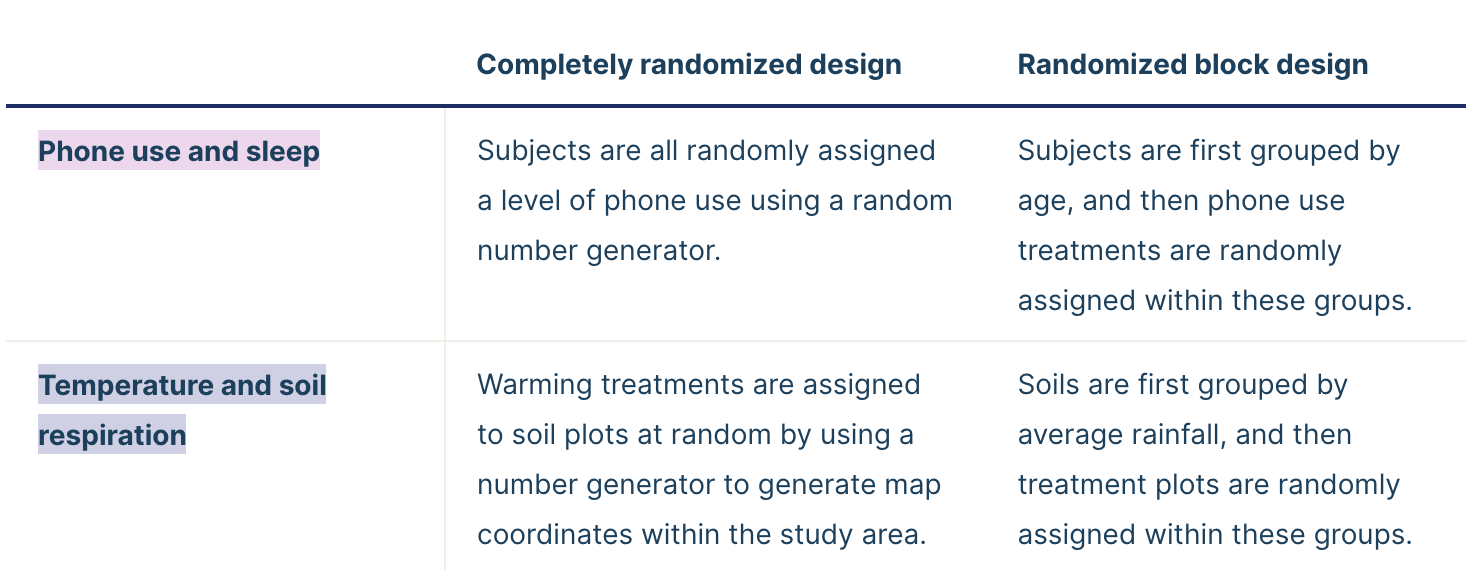 Completely randomized design
Randomized block design
Phone use and sleep
Subjects are all randomly assigned
a level of phone use using a random
number generator.
Subjects are first grouped by
age, and then phone use
treatments are randomly
assigned within these groups.
Temperature and soil
respiration
Warming treatments are assigned
to soil plots at random by using a
number generator to generate map
coordinates within the study area.
Soils are first grouped by
average rainfall, and then
treatment plots are randomly
assigned within these groups.